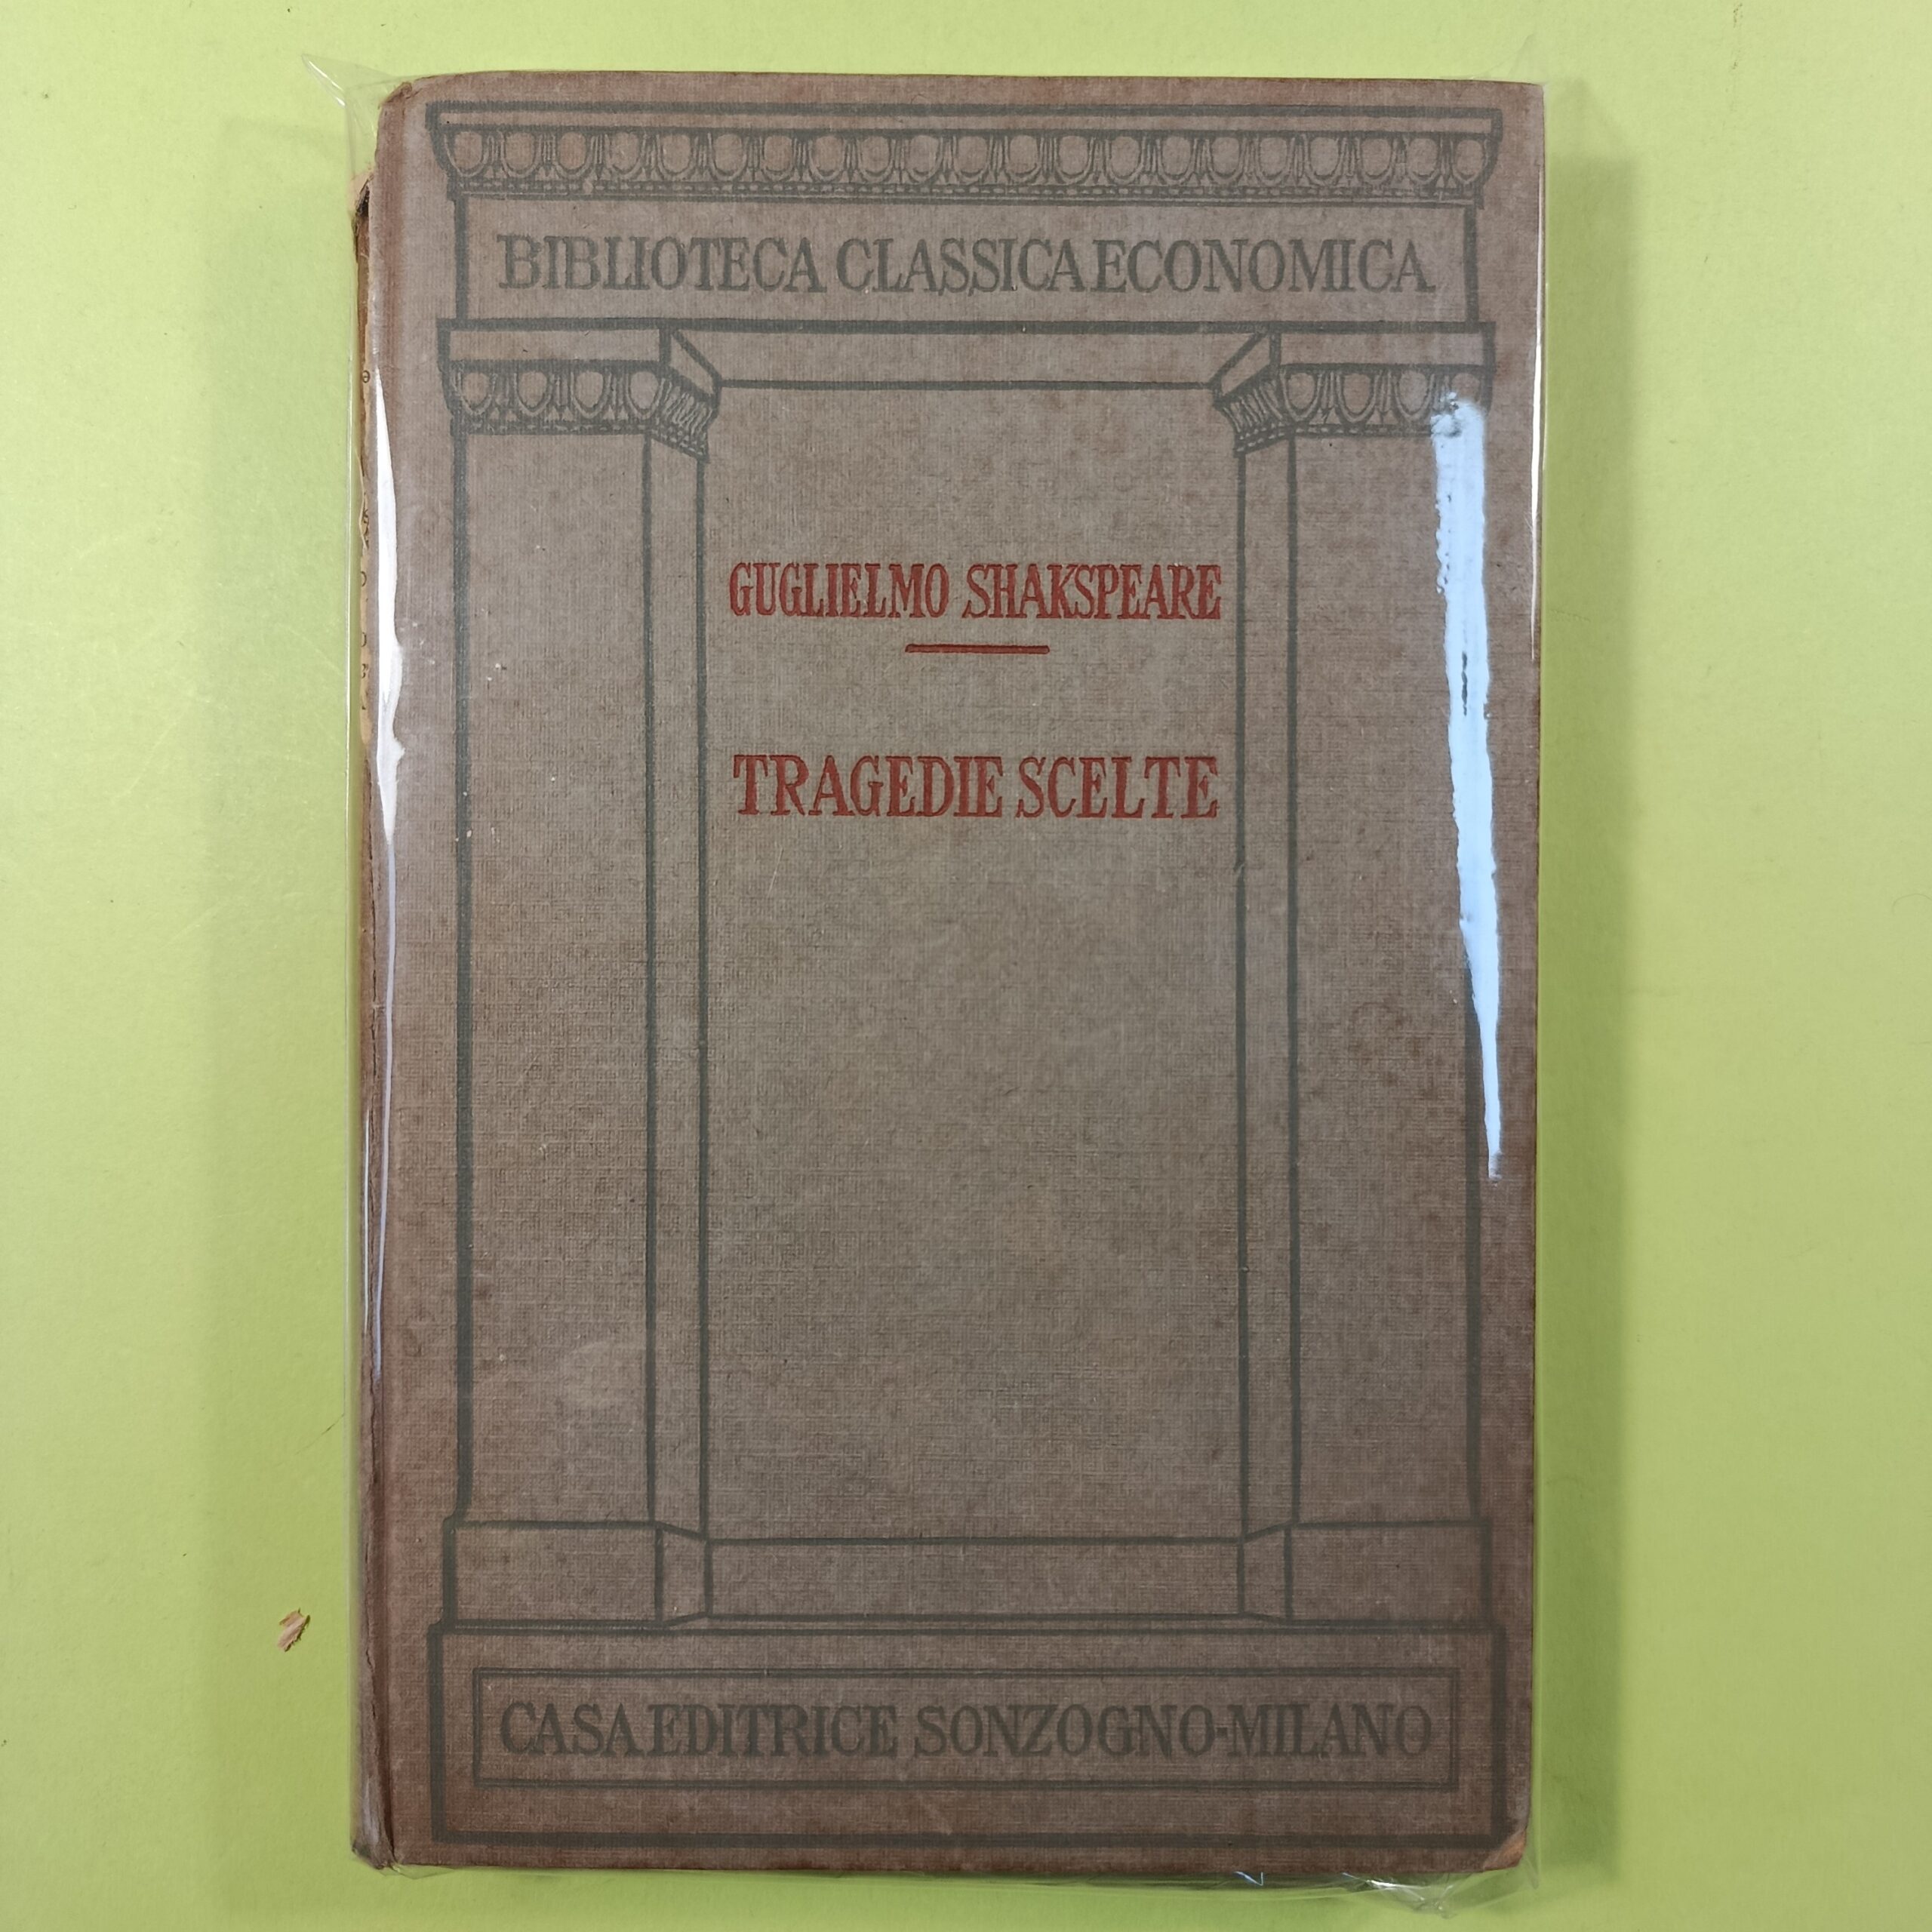 BIBLIOTECA CLASSICA ECONOMICA
GUGLIELMO SHAKSPEARE
TRAGEDIE SCELTE
CASA EDITRICE SONZOGNO-MILANO